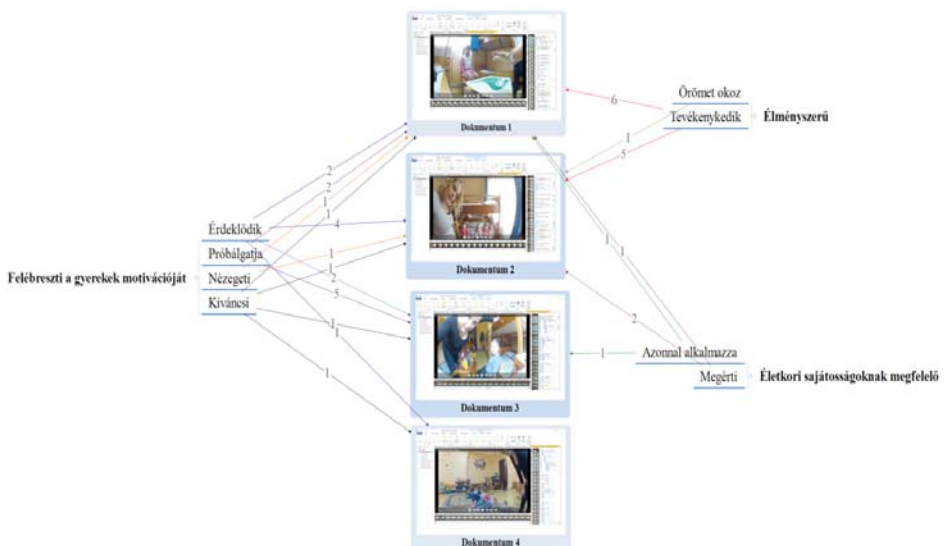 Dokumentum 1
Dokumentum 2
Dokumentum 3
Dokumentum 4
Felébreszti a gyerekek motivációját
Érdeklődik
Próbálgatja
Nézegeti
Kíváncsi
2
2
1
1
4
1
1
2
5
1
1
1
Örömet okoz
Tevékenykedik
Élményszerű
6
1
5
1
1
2
1
Azonnal alkalmazza
Megérti
Életkori sajátosságoknak megfelelő